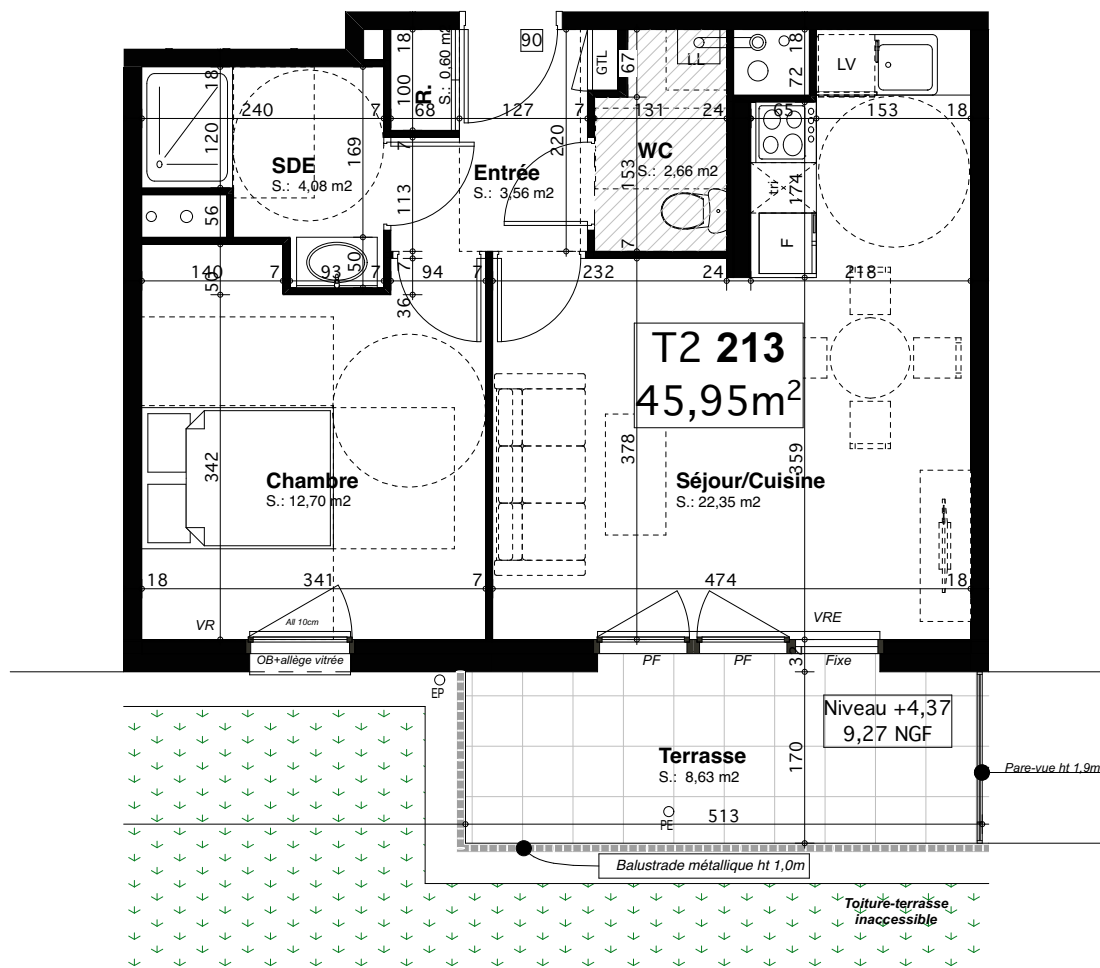 90
18
100
R.
S.: 0,60 m2
GTL
67
LL
18
72
LV
18
240
7
68
127
7
131
24
65
153
18
120
169
7
220
SDE
S.: 4,08 m2
Entrée
S.: 3,56 m2
WC
S.: 2,66 m2
153
tri
174
56
113
F
7
50
7
140
7
93
7
94
7
232
24
218
50
36
T2 213
45,95m2
342
378
359
Chambre
S.: 12,70 m2
Séjour/Cuisine
S.: 22,35 m2
18
341
7
474
18
VR
All 10cm
VRE
OB+allège vitrée
PF
PF
32
Fixe
EP
Niveau +4,37
9,27 NGF
Terrasse
S.: 8,63 m2
170
Pare-vue ht 1,9m
PE
513
Balustrade métallique ht 1,0m
Toiture-terrasse
inaccessible